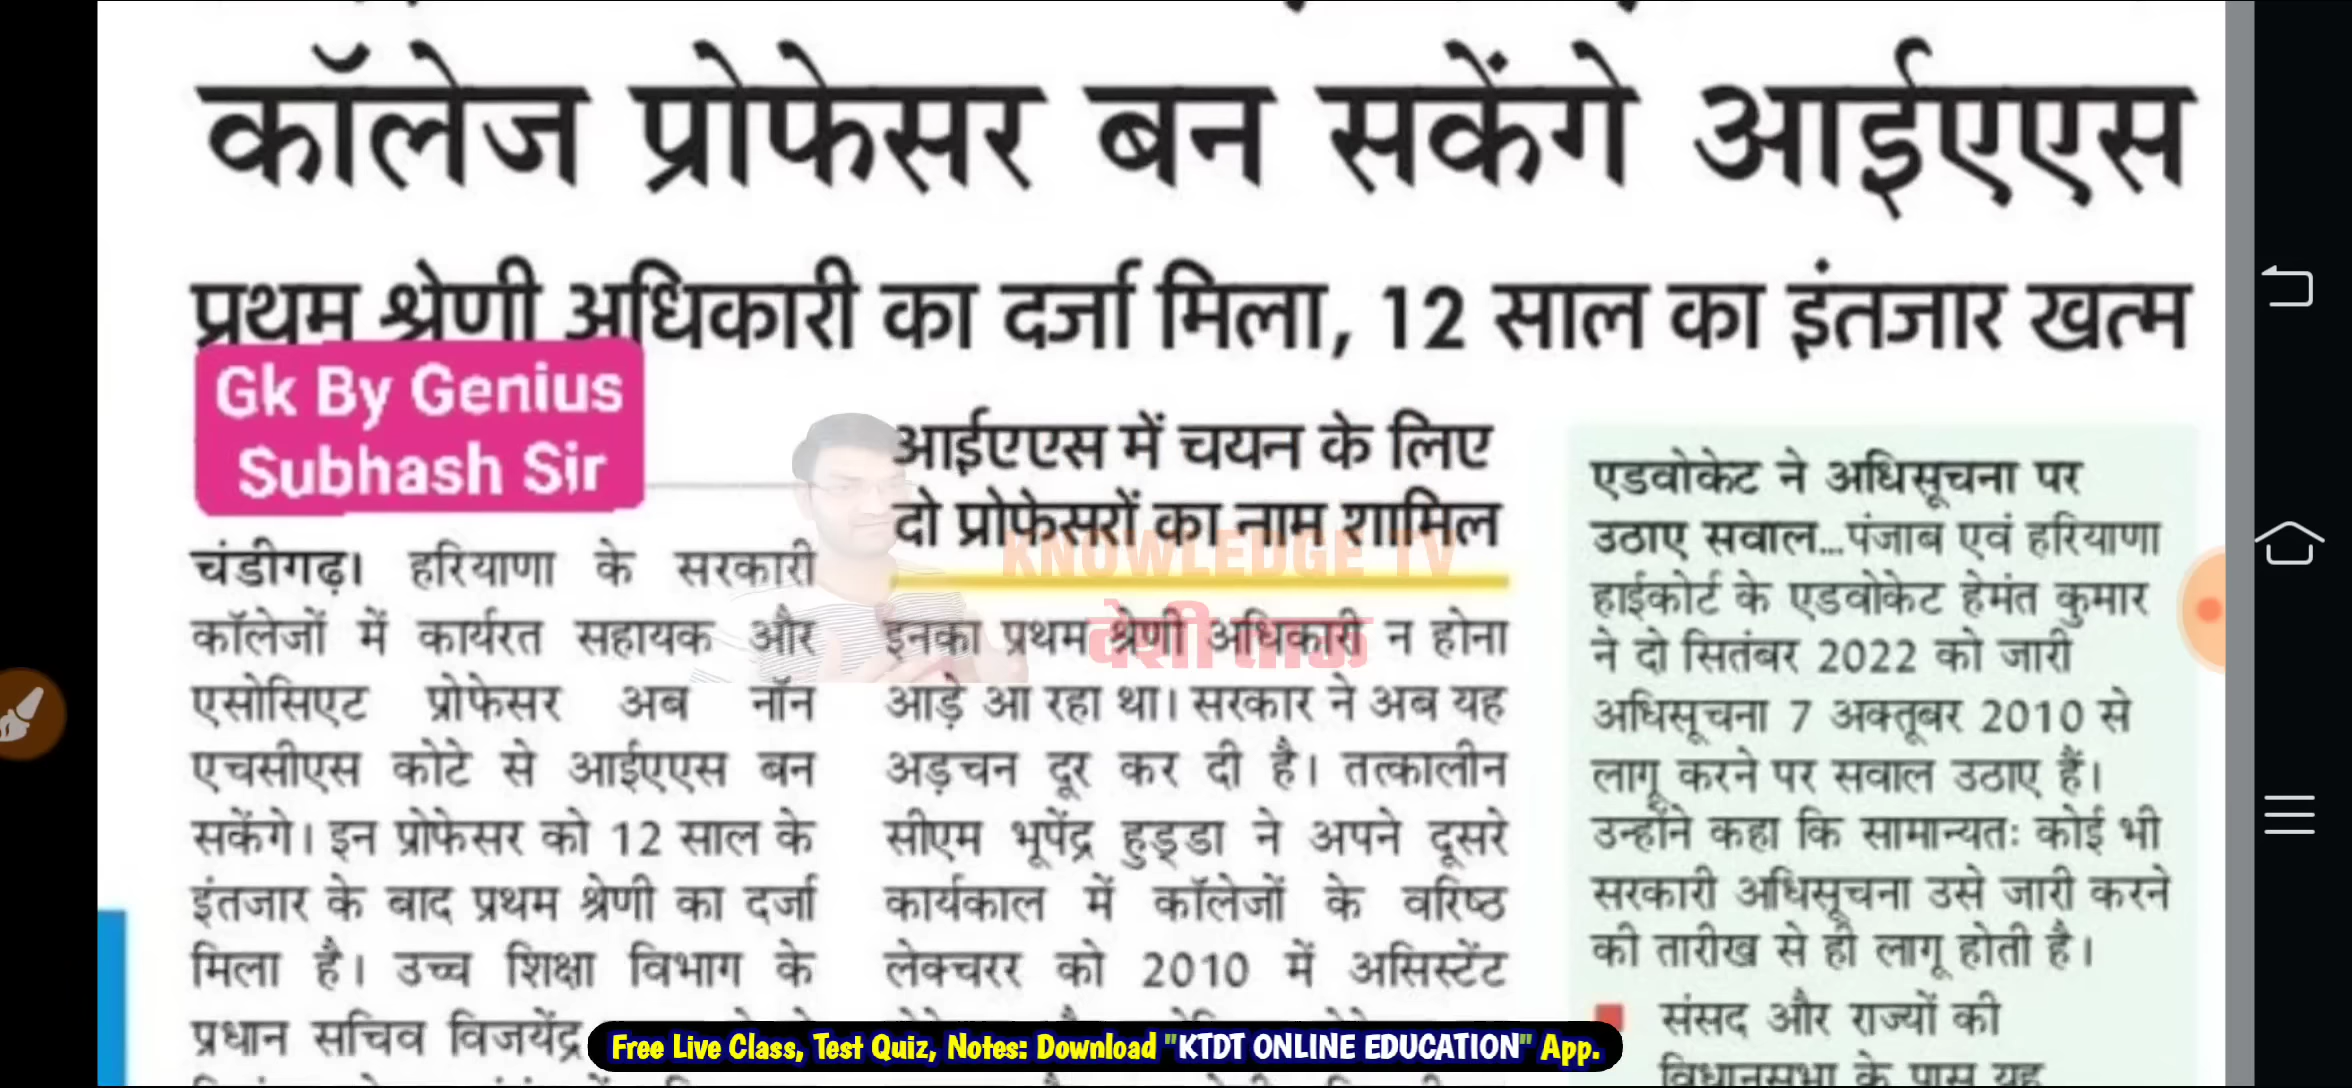 कॉलेज प्रोफेसर बन सकेंगे आईएएस
प्रथम श्रेणी अधिकारी का दर्जा मिला, 12 साल का इंतजार खत्म
Gk By Genius
Subhash Sir
चंडीगढ़। हरियाणा के सरकारी
कॉलेजों में कार्यरत सहायक और
एसोसिएट प्रोफेसर अब नॉन
एचसीएस कोटे से आईएएस बन
सकेंगे। इन प्रोफेसर को 12 साल के
इंतजार के बाद प्रथम श्रेणी का दर्जा
मिला है। उच्च शिक्षा विभाग के
प्रधान सचिव विजयेंद्र
आईएएस में चयन के लिए
दो प्रोफेसरों का नाम शामिल
KNOWLEDGE TV
देशी तड़का
इनका प्रथम श्रेणी अधिकारी न होना
आड़े आ रहा था। सरकार ने अब यह
अड़चन दूर कर दी है। तत्कालीन
सीएम भूपेंद्र हुड्डा ने अपने दूसरे
कार्यकाल में कॉलेजों के वरिष्ठ
लेक्चरर को 2010 में असिस्टेंट
एडवोकेट ने अधिसूचना पर
उठाए सवाल...पंजाब एवं हरियाणा
हाईकोर्ट के एडवोकेट हेमंत कुमार
ने दो सितंबर 2022 को जारी
अधिसूचना 7 अक्तूबर 2010 से
लागू करने पर सवाल उठाए हैं।
उन्होंने कहा कि सामान्यतः कोई भी
सरकारी अधिसूचना उसे जारी करने
की तारीख से ही लागू होती है।
संसद और राज्यों की
विधानसभा के पास यह
Free Live Class, Test Quiz, Notes: Download "KTDT ONLINE EDUCATION" App.